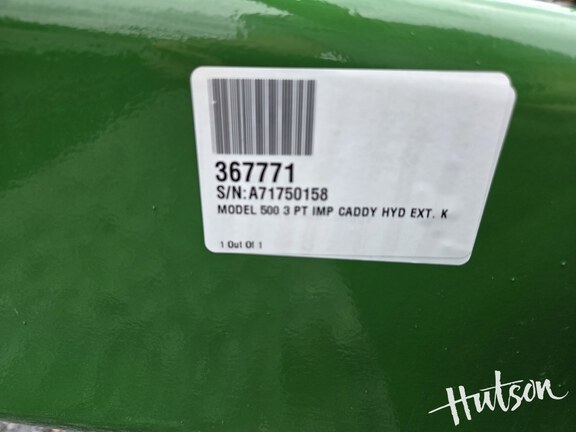 367771
S/N:A71750158
MODEL 500 3 PT IMP CADDY HYD EXT. K
1 Out Of 1
Hutson